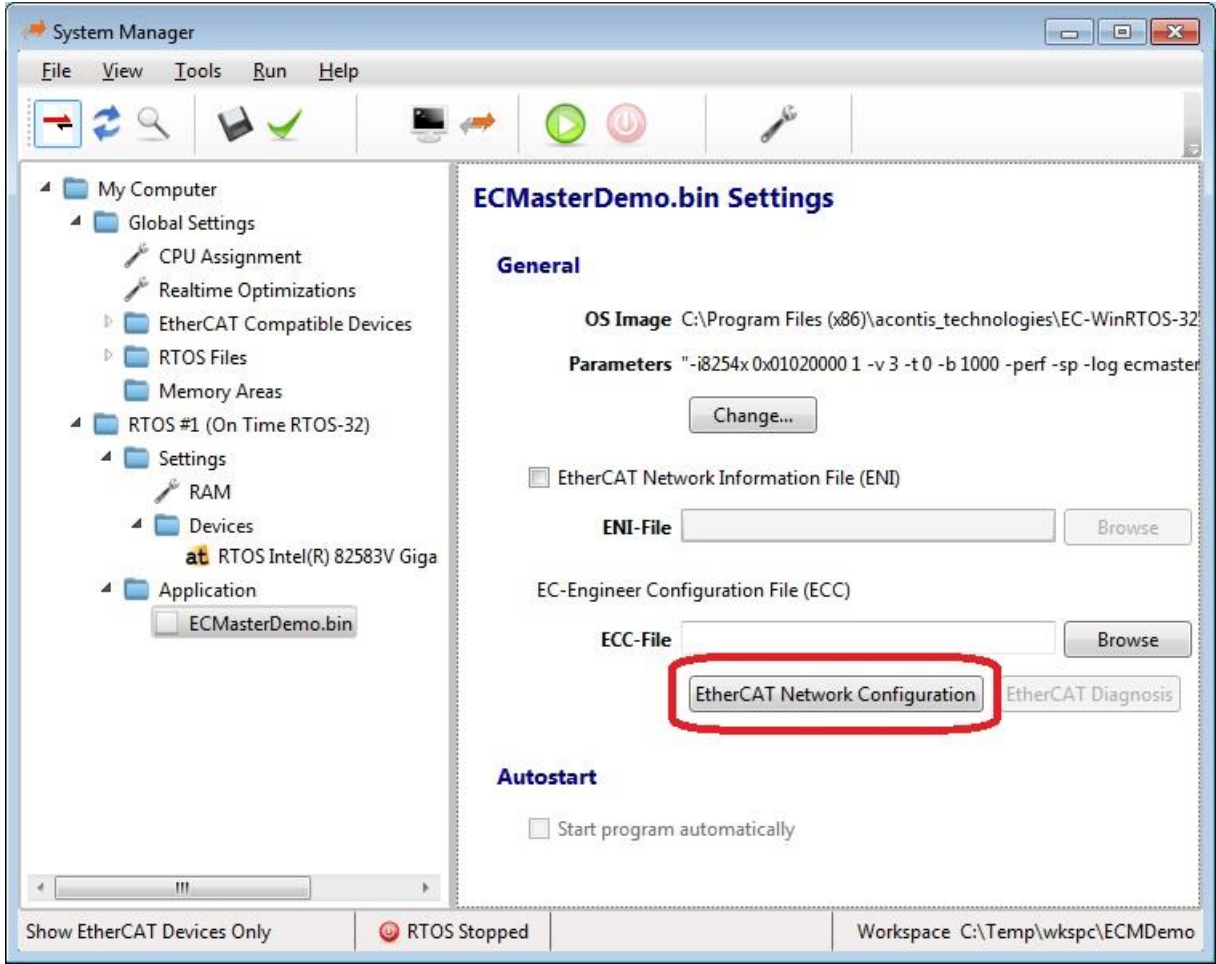 System Manager
File View Tools Run Help
My Computer
Global Settings
CPU Assignment
Realtime Optimizations
EtherCAT Compatible Devices
RTOS Files
Memory Areas
RTOS #1 (On Time RTOS-32)
Settings
RAM
Devices
at RTOS Intel(R) 82583V Giga
Application
ECMasterDemo.bin
ECMasterDemo.bin Settings
General
OS Image C:\Program Files (x86)\acontis_technologies\EC-WinRTOS-32
Parameters "-i8254x 0x01020000 1 -v 3 -t 0 -b 1000 -perf -sp -log ecmaster
Change...
EtherCAT Network Information File (ENI)
ENI-File Browse
EC-Engineer Configuration File (ECC)
ECC-File Browse
EtherCAT Network Configuration EtherCAT Diagnosis
Autostart
Start program automatically
Show EtherCAT Devices Only RTOS Stopped Workspace C:\Temp\wkspc\ECMDemo